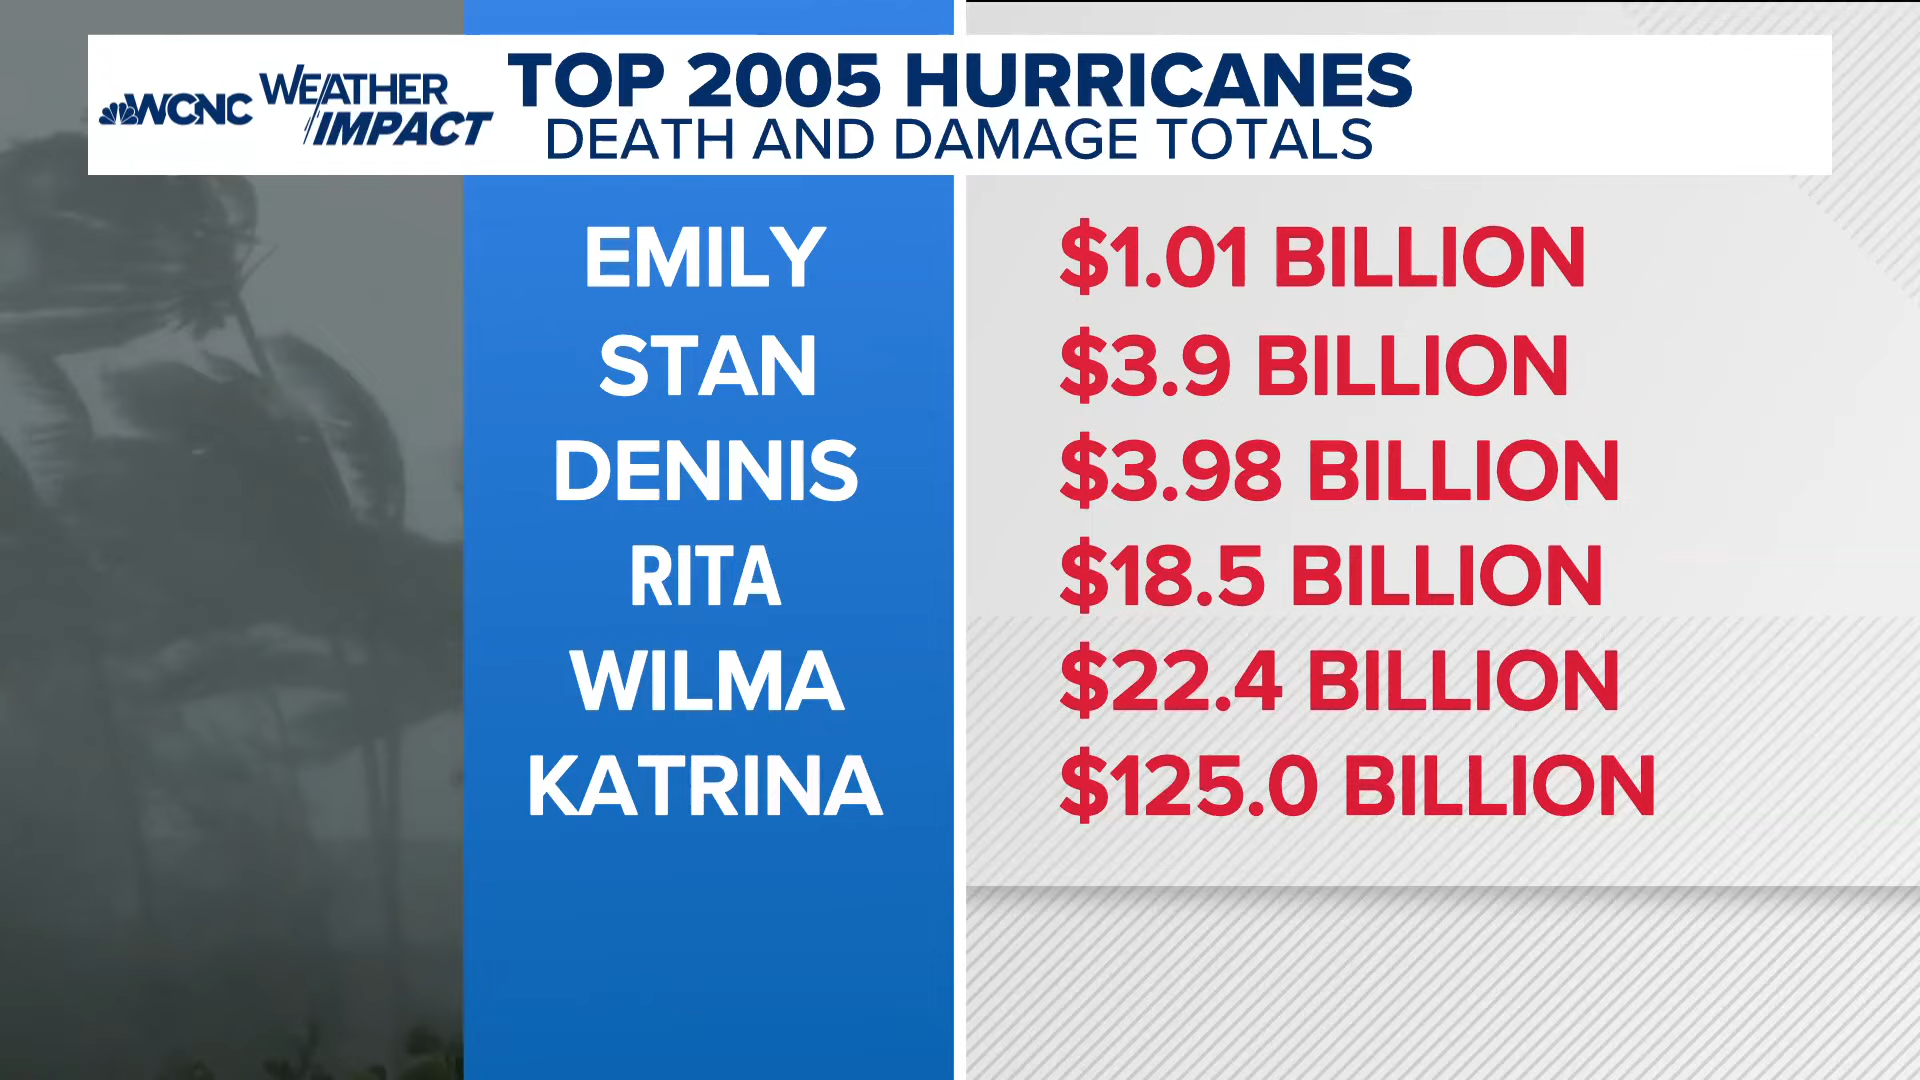 WCNC WEATHER IMPACT
TOP 2005 HURRICANES
DEATH AND DAMAGE TOTALS
EMILY $1.01 BILLION
STAN $3.9 BILLION
DENNIS $3.98 BILLION
RITA $18.5 BILLION
WILMA $22.4 BILLION
KATRINA $125.0 BILLION